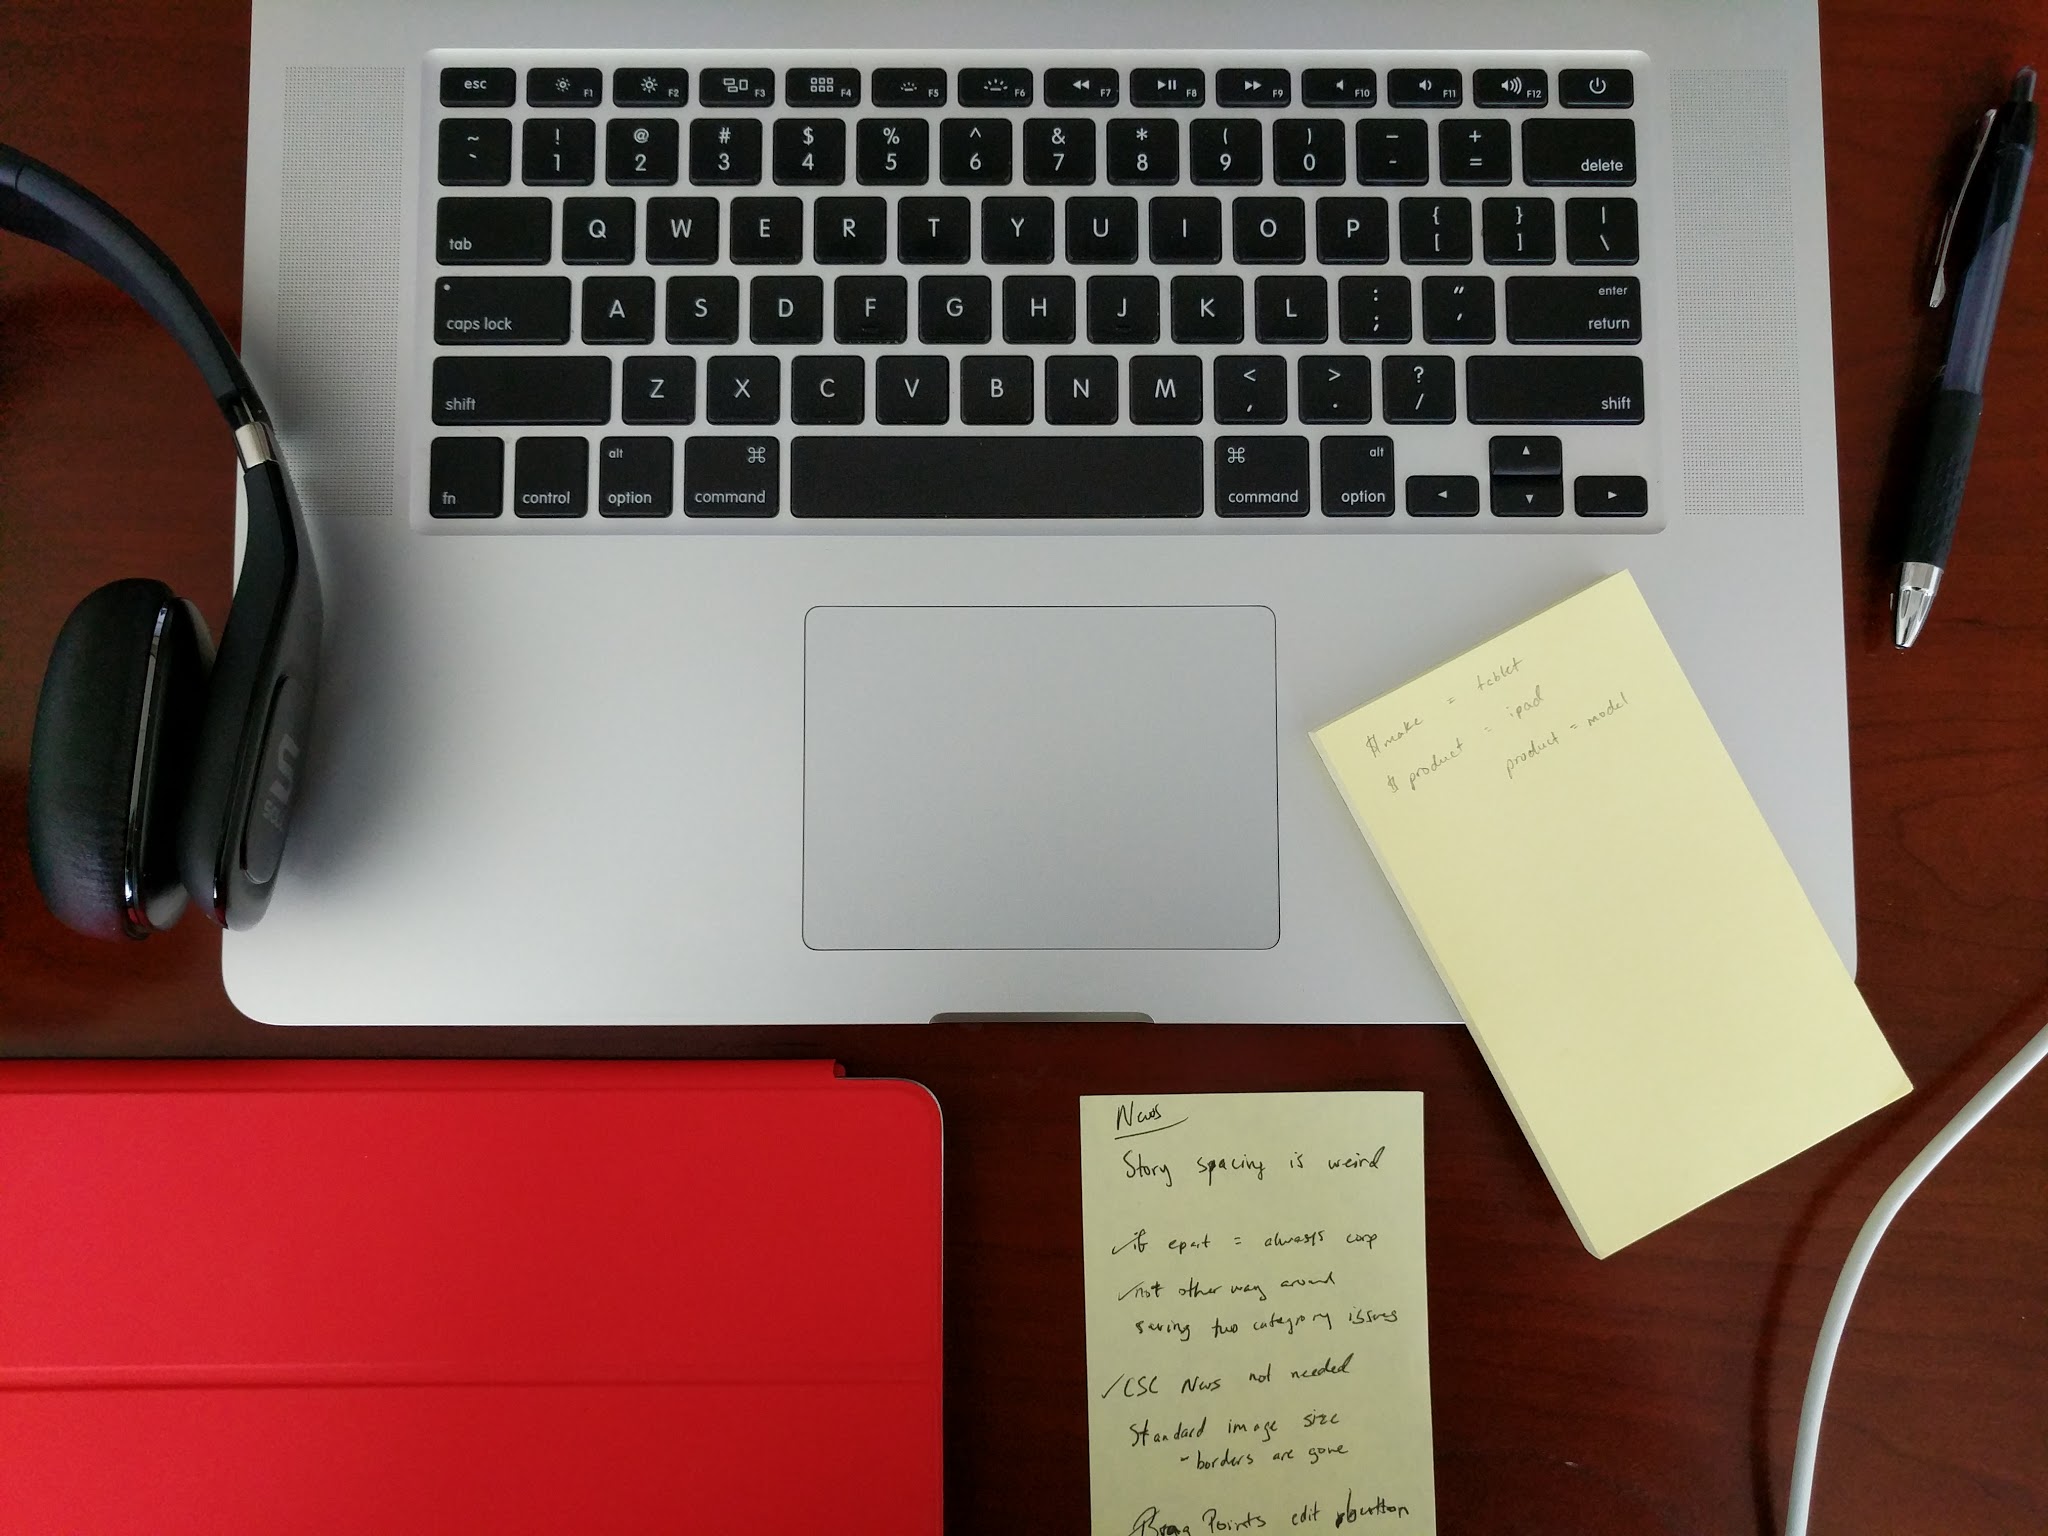 esc F1 F2 F3 F4 F5 F6 F7 F8 F9 F10 F11 F12
~ ! @ # $ % ^ & * ( ) _ +
` 1 2 3 4 5 6 7 8 9 0 - = delete
tab Q W E R T Y U I O P { [ } ] | \
caps lock A S D F G H J K L : ; " ' enter return
shift Z X C V B N M < , > . ? / shift
fn control alt option ⌘ command ⌘ command alt option
$make = tablet
$product = ipad
product = model
News
Story spacing is weird
✓if epart = always corp
✓not other way around
saving two category issues
✓CSC News not needed
Standard image size
- borders are gone
Brag Points edit button